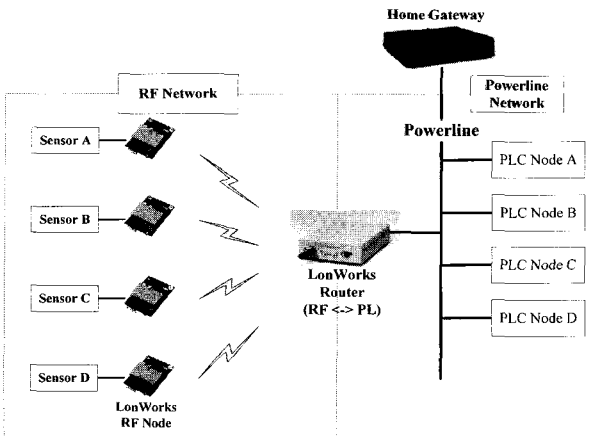 Home Gateway
RF Network
Powerline
Network
Powerline
Sensor A
PLC Node A
Sensor B
PLC Node B
Sensor C
PLC Node C
LonWorks
Router
(RF <-> PL)
PLC Node D
Sensor D
LonWorks
RF Node